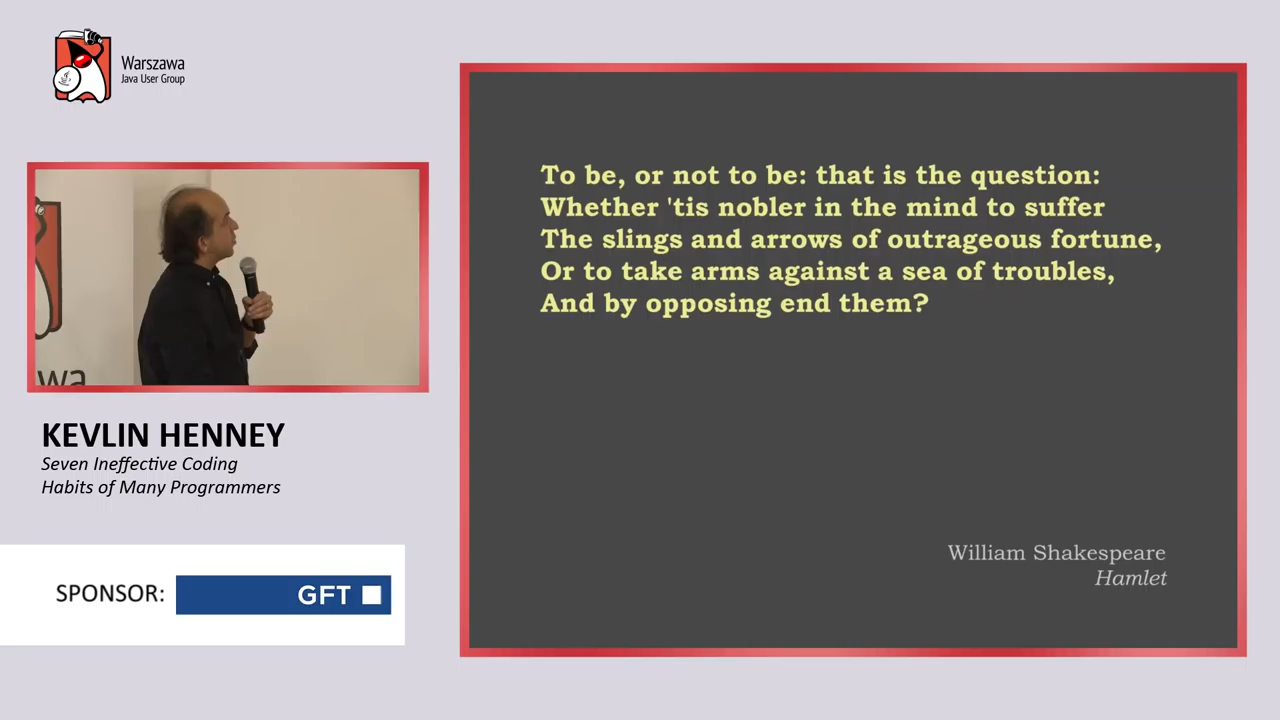 Warszawa
Java User Group
wa
KEVLIN HENNEY
Seven Ineffective Coding
Habits of Many Programmers
SPONSOR:
GFT
To be, or not to be: that is the question:
Whether 'tis nobler in the mind to suffer
The slings and arrows of outrageous fortune,
Or to take arms against a sea of troubles,
And by opposing end them?
William Shakespeare
Hamlet